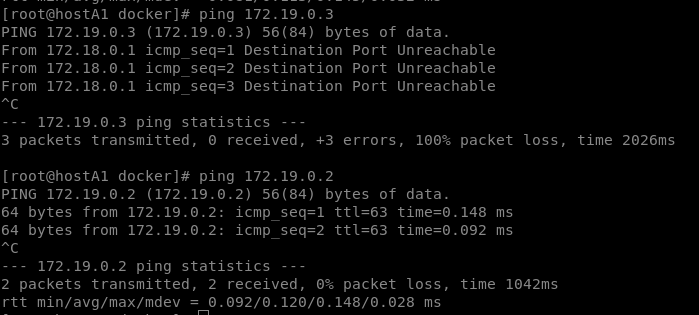 [root@hostA1 docker]# ping 172.19.0.3
PING 172.19.0.3 (172.19.0.3) 56(84) bytes of data.
From 172.18.0.1 icmp_seq=1 Destination Port Unreachable
From 172.18.0.1 icmp_seq=2 Destination Port Unreachable
From 172.18.0.1 icmp_seq=3 Destination Port Unreachable
^C
--- 172.19.0.3 ping statistics ---
3 packets transmitted, 0 received, +3 errors, 100% packet loss, time 2026ms
[root@hostA1 docker]# ping 172.19.0.2
PING 172.19.0.2 (172.19.0.2) 56(84) bytes of data.
64 bytes from 172.19.0.2: icmp_seq=1 ttl=63 time=0.148 ms
64 bytes from 172.19.0.2: icmp_seq=2 ttl=63 time=0.092 ms
^C
--- 172.19.0.2 ping statistics ---
2 packets transmitted, 2 received, 0% packet loss, time 1042ms
rtt min/avg/max/mdev = 0.092/0.120/0.148/0.028 ms